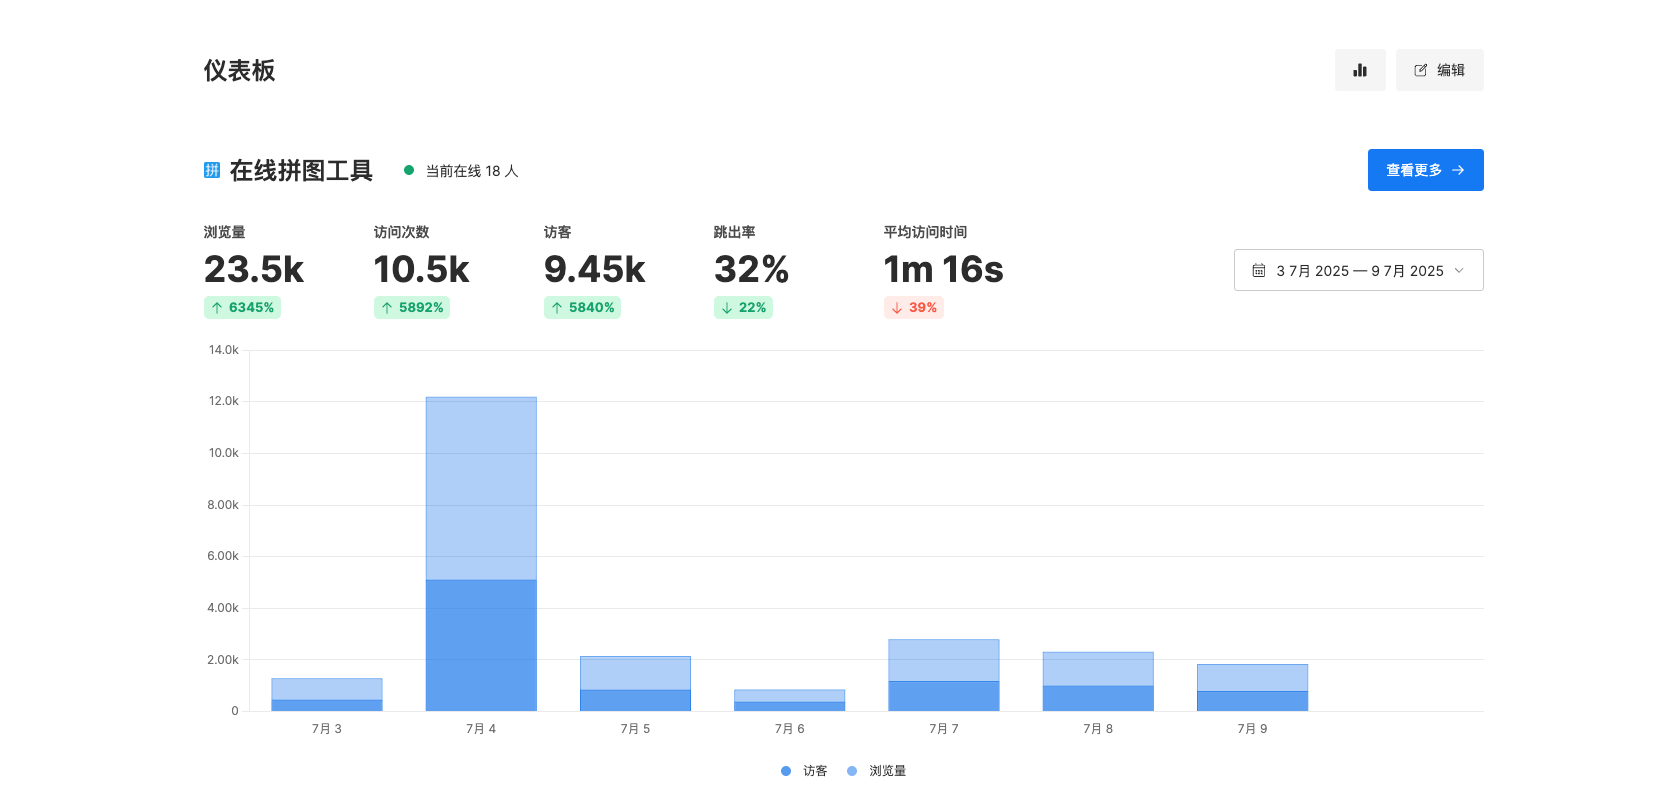 仪表板
编辑
拼 在线拼图工具 当前在线 18 人
查看更多 →
浏览量 访问次数 访客 跳出率 平均访问时间
23.5k 10.5k 9.45k 32% 1m 16s
3 7月 2025 — 9 7月 2025
↑ 6345% ↑ 5892% ↑ 5840% ↓ 22% ↓ 39%
14.0k
12.0k
10.0k
8.00k
6.00k
4.00k
2.00k
0
7月 3 7月 4 7月 5 7月 6 7月 7 7月 8 7月 9
访客 浏览量